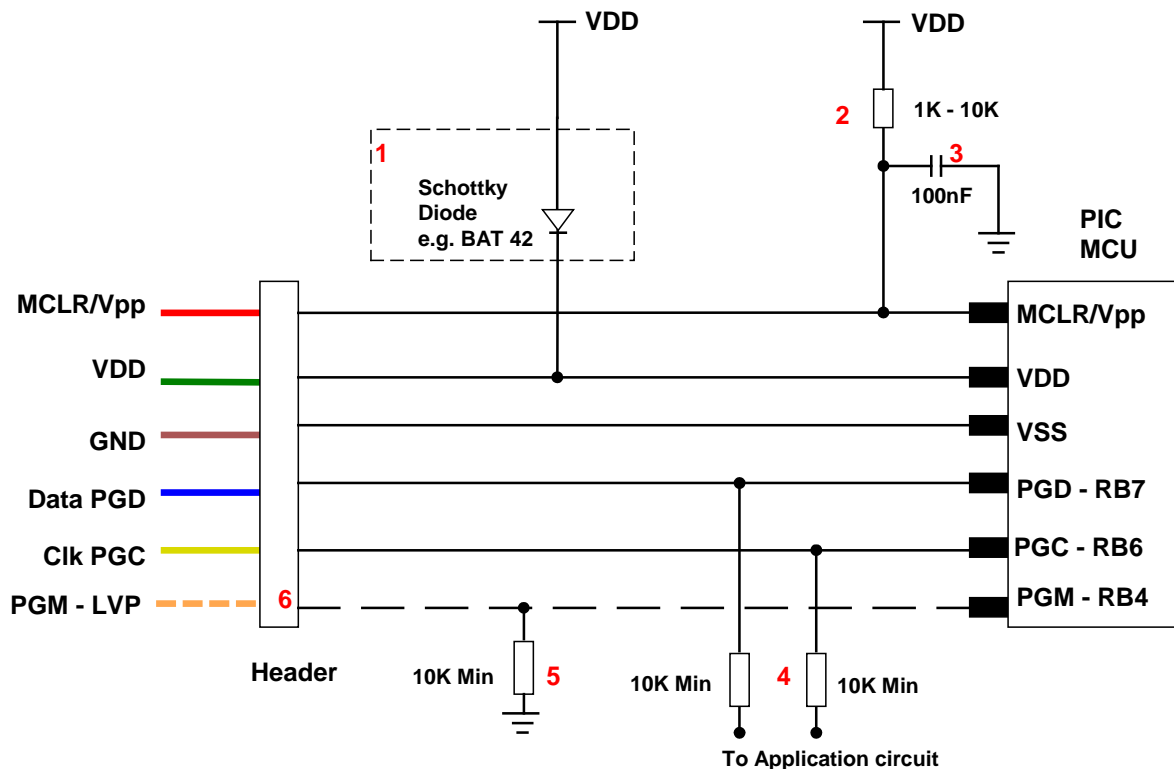 VDD
VDD
1
2
1K - 10K
3
100nF
Schottky
Diode
e.g. BAT 42
PIC
MCU
MCLR/Vpp
MCLR/Vpp
VDD
VDD
GND
VSS
Data PGD
PGD - RB7
Clk PGC
PGC - RB6
PGM - LVP
6
PGM - RB4
Header
10K Min
5
10K Min
4
10K Min
To Application circuit